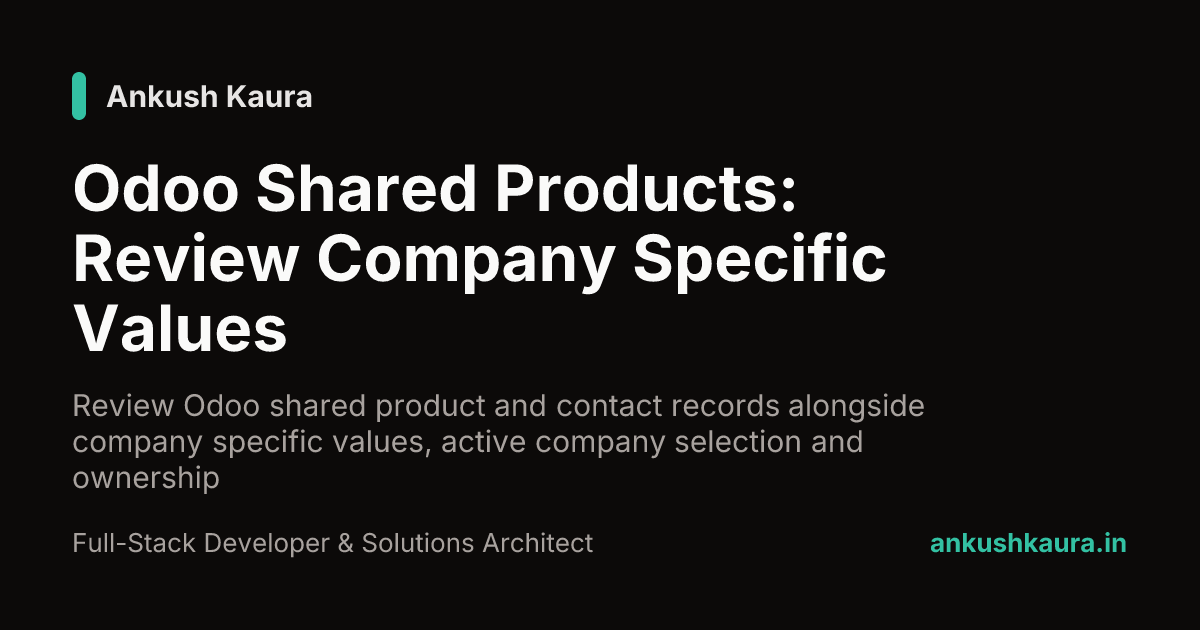 Ankush Kaura
Odoo Shared Products:
Review Company Specific
Values
Review Odoo shared product and contact records alongside
company specific values, active company selection and
ownership
Full-Stack Developer & Solutions Architect
ankushkaura.in